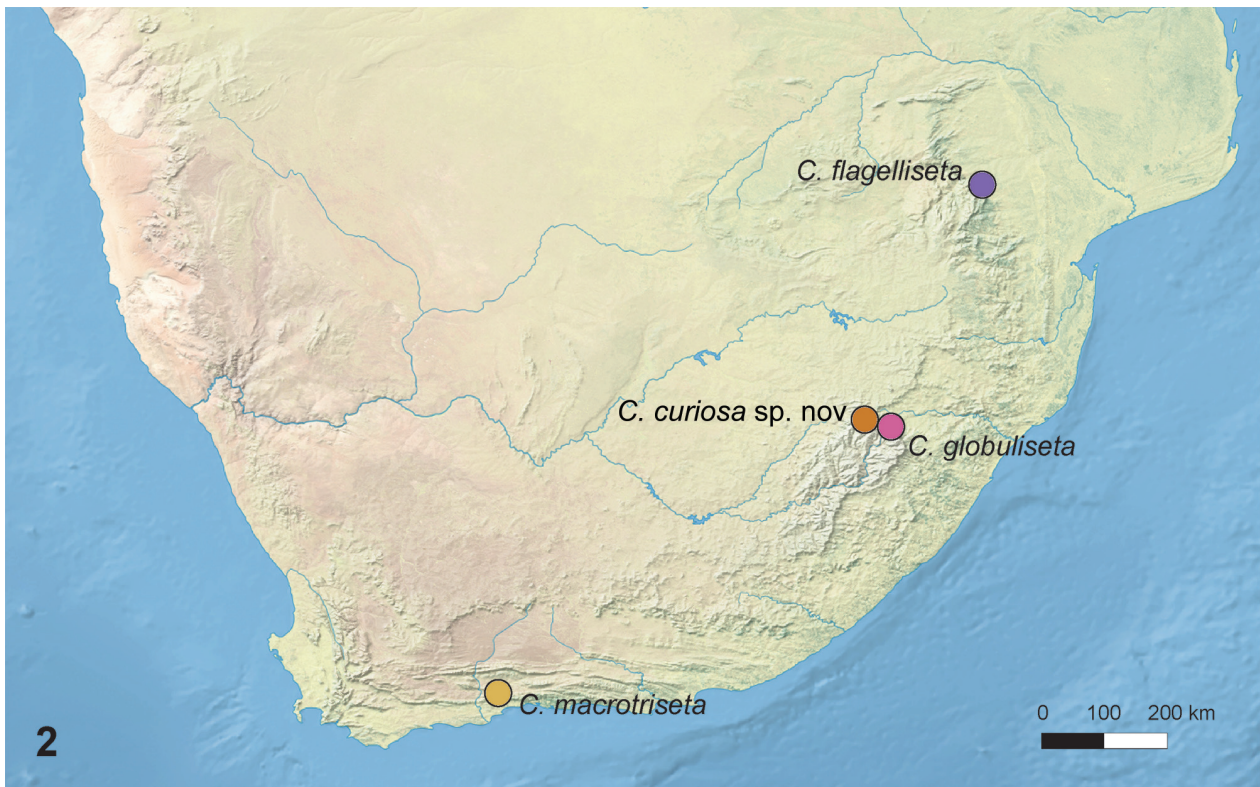 C. flagelliseta
C. curiosa sp. nov
C. globuliseta
C. macrotriseta
0 100 200 km
2